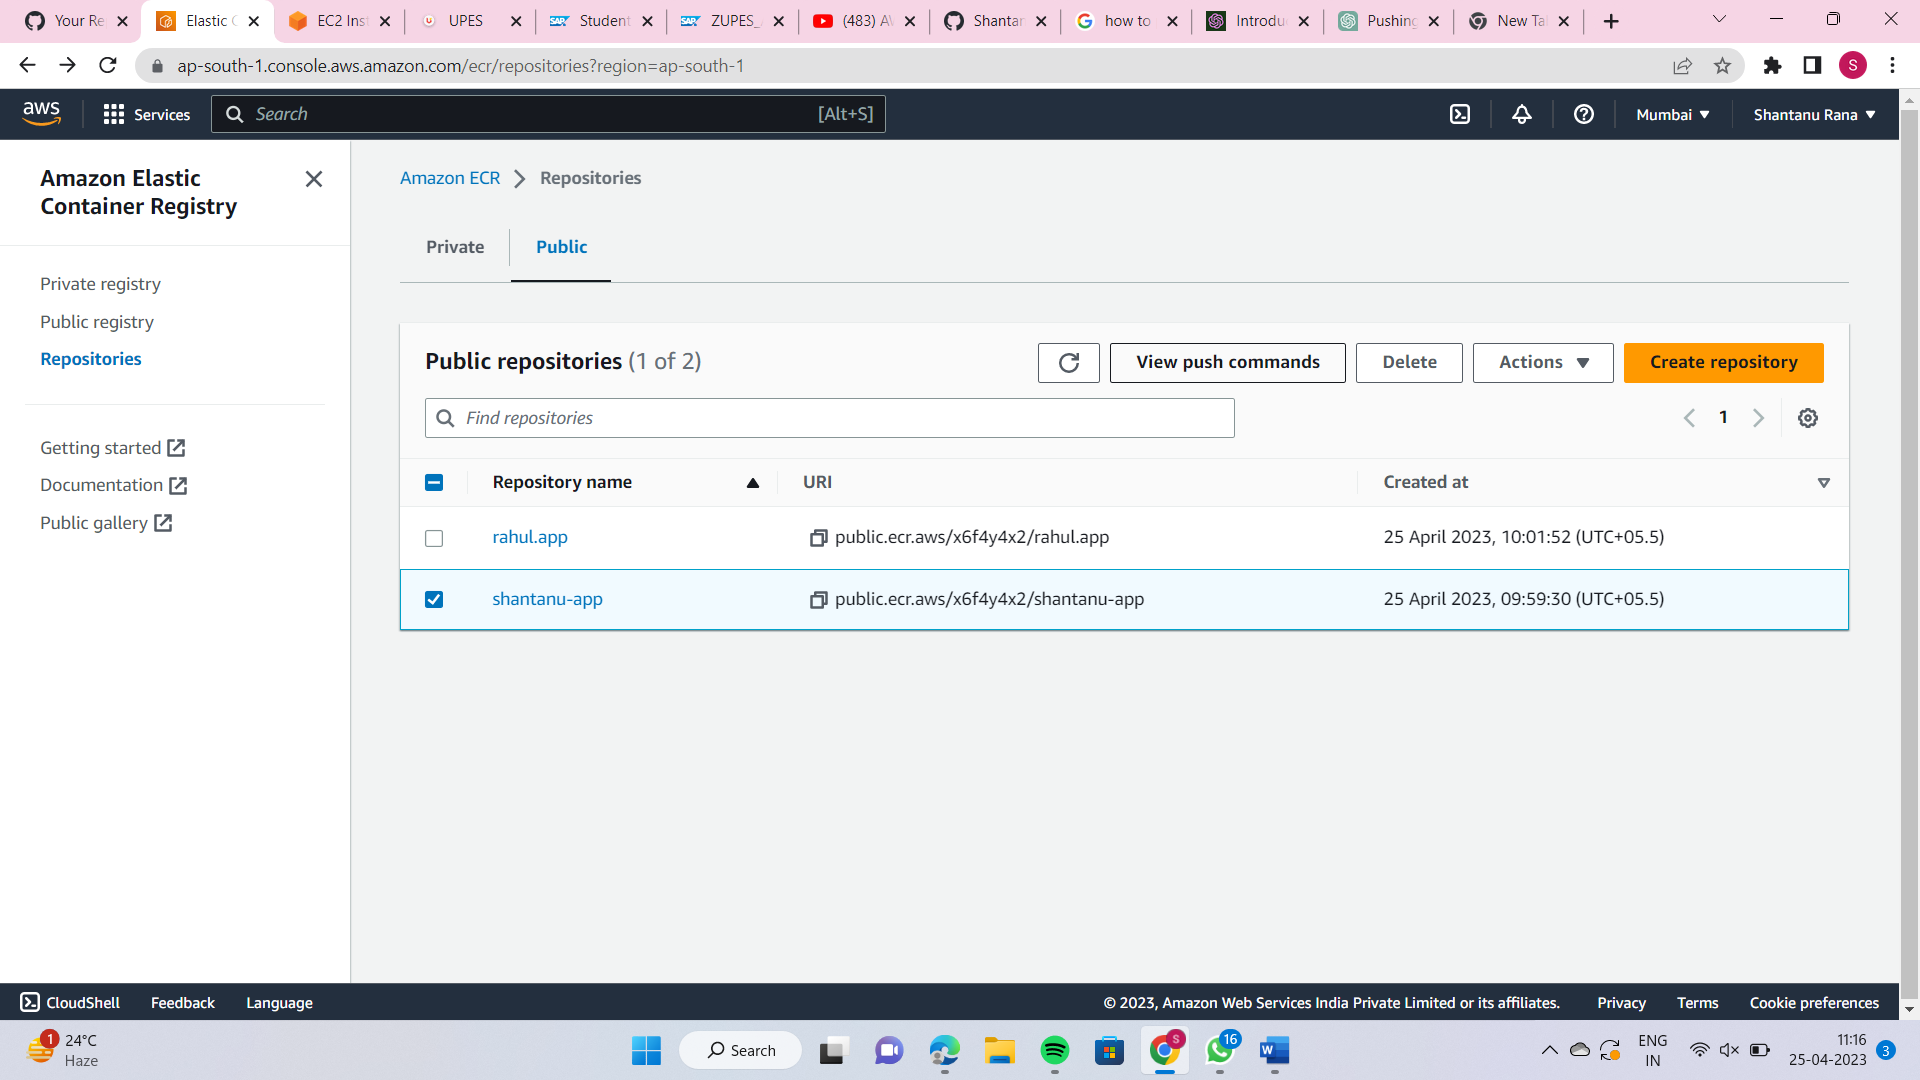 Your Re
Elastic C
EC2 Inst
UPES
Student
ZUPES_
(483) A
Shantan
how to
Introdu
Pushing
New Ta
ap-south-1.console.aws.amazon.com/ecr/repositories?region=ap-south-1
S
aws
Services
Search
[Alt+S]
Mumbai
Shantanu Rana
Amazon Elastic
Container Registry
Private registry
Public registry
Repositories
Getting started
Documentation
Public gallery
Amazon ECR
Repositories
Private
Public
Public repositories (1 of 2)
View push commands
Delete
Actions
Create repository
Find repositories
1
Repository name
URI
Created at
rahul.app
public.ecr.aws/x6f4y4x2/rahul.app
25 April 2023, 10:01:52 (UTC+05.5)
shantanu-app
public.ecr.aws/x6f4y4x2/shantanu-app
25 April 2023, 09:59:30 (UTC+05.5)
CloudShell
Feedback
Language
© 2023, Amazon Web Services India Private Limited or its affiliates.
Privacy
Terms
Cookie preferences
1
24°C
Haze
Search
S
16
W
ENG
IN
11:16
25-04-2023
3